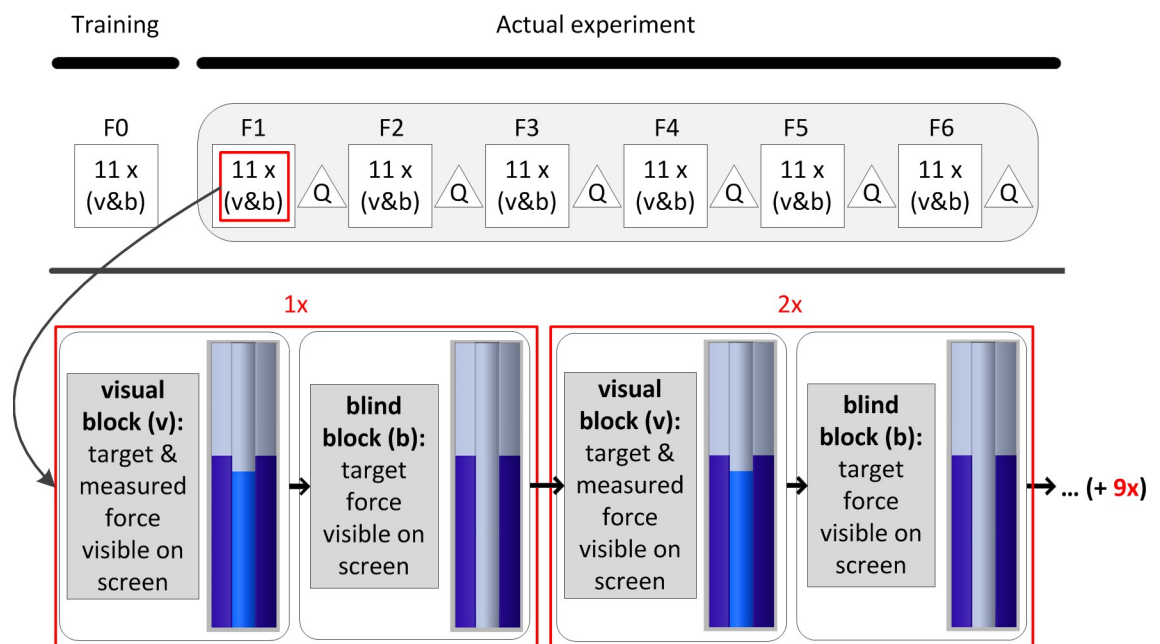 Training
Actual experiment
F0
F1
F2
F3
F4
F5
F6
11 x
(v&b)
11 x
(v&b)
Q
11 x
(v&b)
Q
11 x
(v&b)
Q
11 x
(v&b)
Q
11 x
(v&b)
Q
11 x
(v&b)
Q
1x
2x
visual
block (v):
target &
measured
force
visible on
screen
blind
block (b):
target
force
visible on
screen
visual
block (v):
target &
measured
force
visible on
screen
blind
block (b):
target
force
visible on
screen
... (+ 9x)